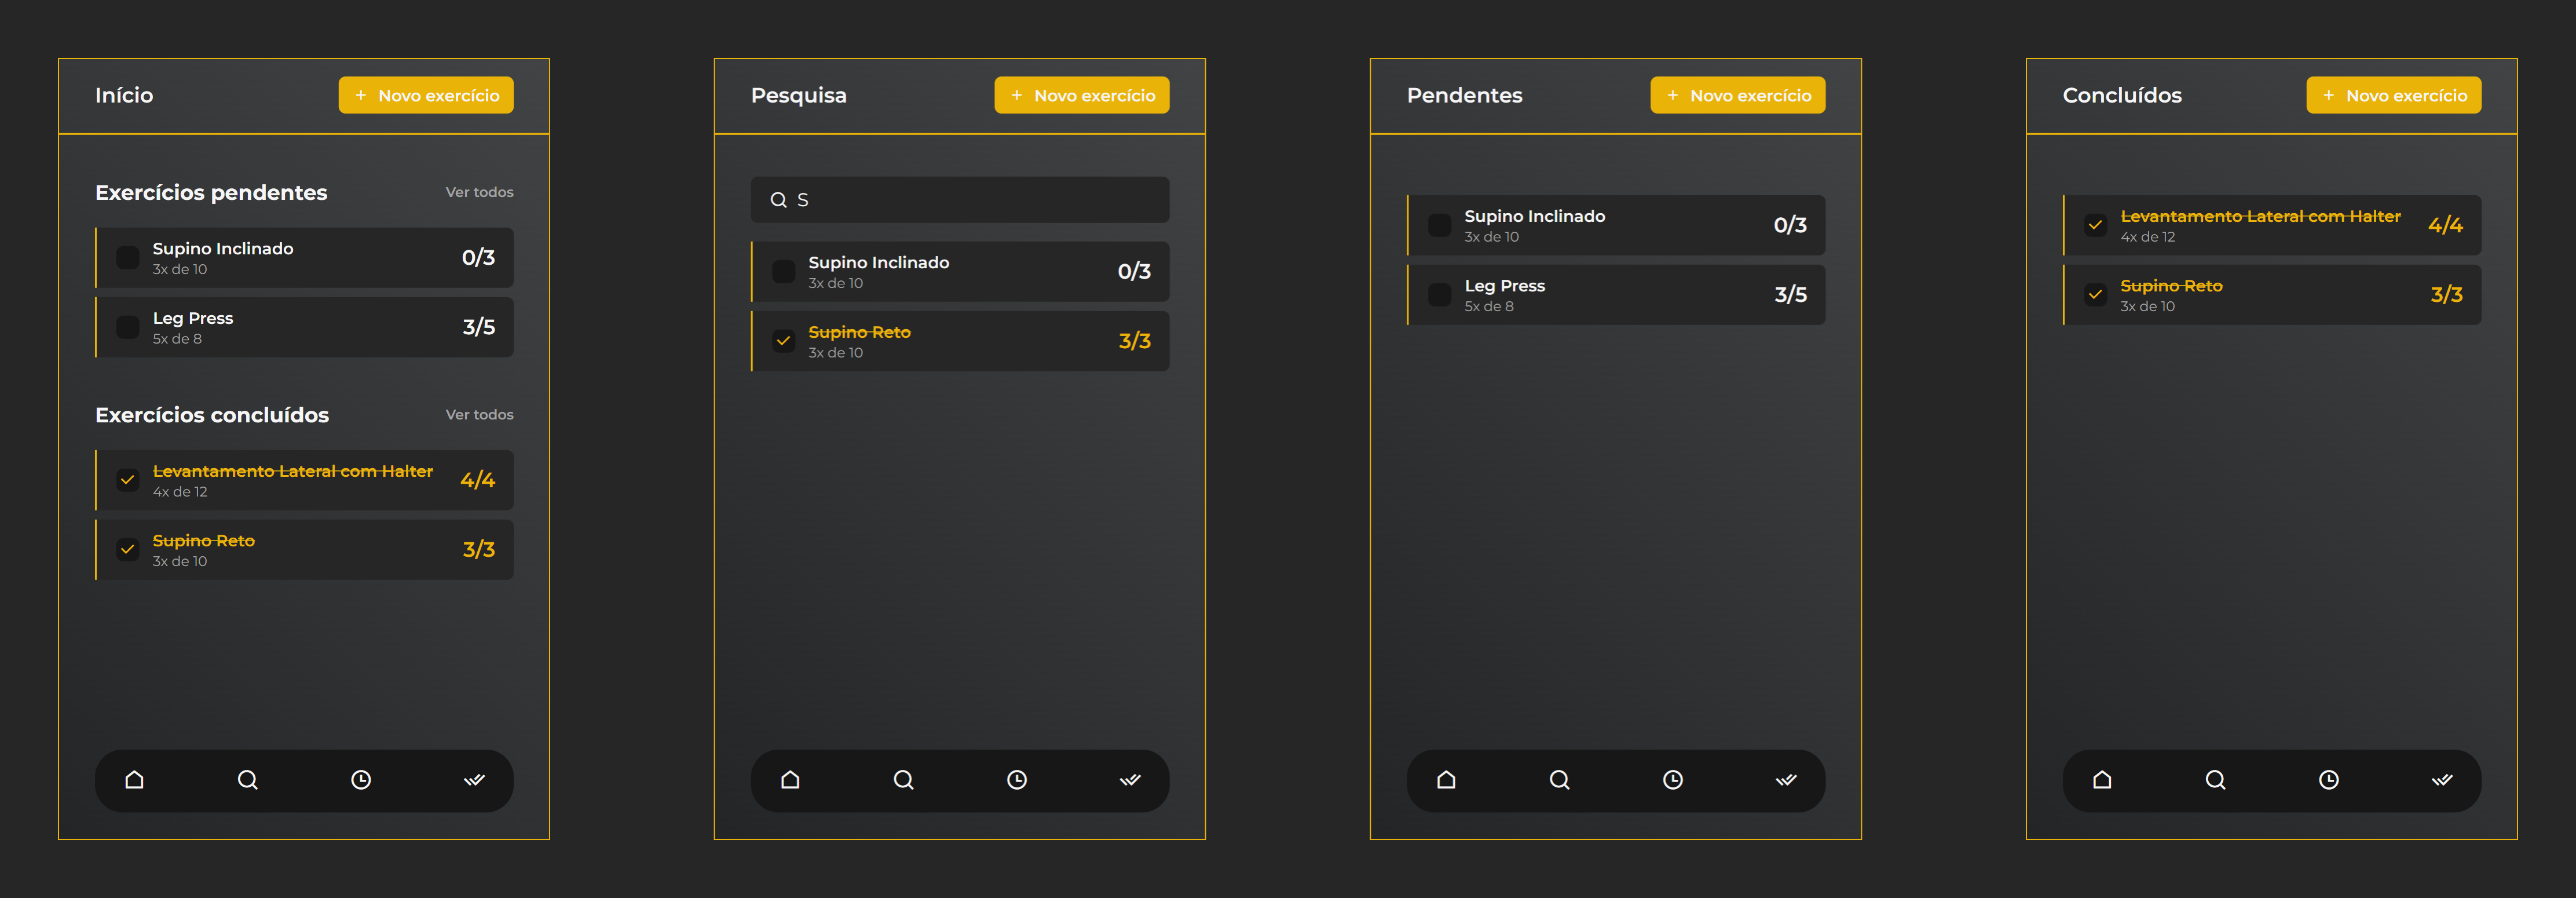 Início
+ Novo exercício
Exercícios pendentes
Ver todos
Supino Inclinado
3x de 10
0/3
Leg Press
5x de 8
3/5
Exercícios concluídos
Ver todos
Levantamento Lateral com Halter
4x de 12
4/4
Supino Reto
3x de 10
3/3
Pesquisa
+ Novo exercício
S
Supino Inclinado
3x de 10
0/3
Supino Reto
3x de 10
3/3
Pendentes
+ Novo exercício
Supino Inclinado
3x de 10
0/3
Leg Press
5x de 8
3/5
Concluídos
+ Novo exercício
Levantamento Lateral com Halter
4x de 12
4/4
Supino Reto
3x de 10
3/3